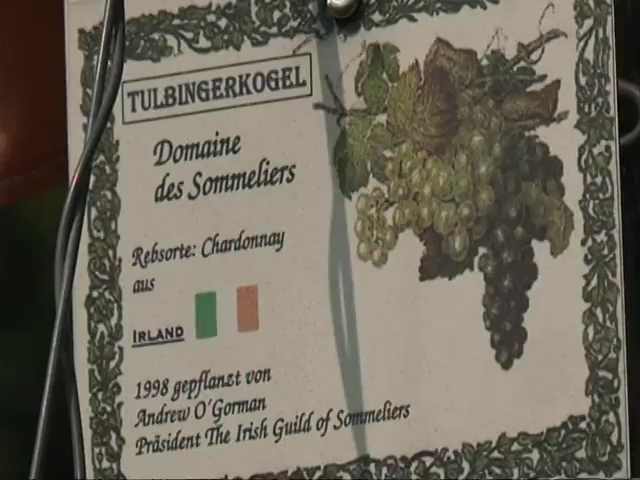 TULBINGERKOGEL
Domaine
des Sommeliers
Rebsorte: Chardonnay
aus
IRLAND
1998 gepflanzt von
Andrew O'Gorman
Präsident The Irish Guild of Sommeliers